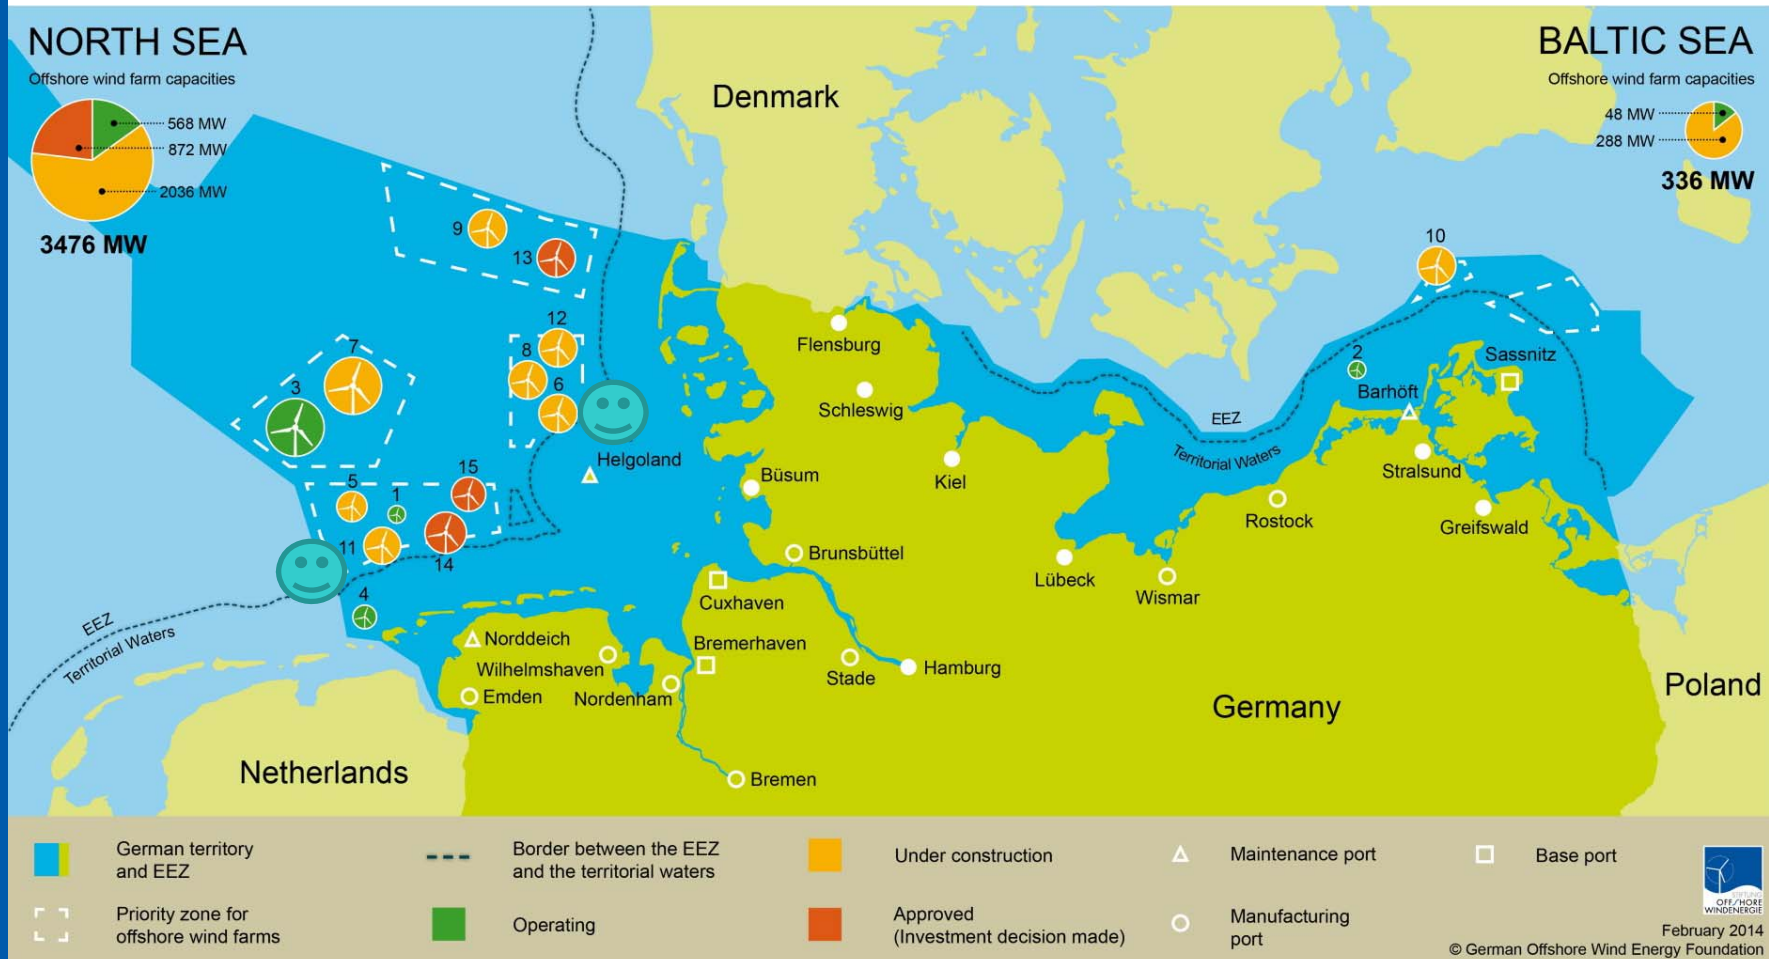 NORTH SEA
Offshore wind farm capacities
568 MW
872 MW
2036 MW
3476 MW
BALTIC SEA
Offshore wind farm capacities
48 MW
288 MW
336 MW
Denmark
9
13
12
8
6
7
3
5
1
15
11
14
4
10
2
Flensburg
Schleswig
Helgoland
Büsum
Kiel
EEZ
Territorial Waters
Sassnitz
Barhöft
Stralsund
Rostock
Greifswald
Brunsbüttel
Lübeck
Wismar
Cuxhaven
EEZ
Territorial Waters
Norddeich
Wilhelmshaven
Bremerhaven
Emden
Nordenham
Stade
Hamburg
Bremen
Netherlands
Germany
Poland
German territory
and EEZ
Border between the EEZ
and the territorial waters
Under construction
Maintenance port
Base port
Priority zone for
offshore wind farms
Operating
Approved
(Investment decision made)
Manufacturing
port
STIFTUNG
OFFSHORE
WINDENERGIE
February 2014
© German Offshore Wind Energy Foundation